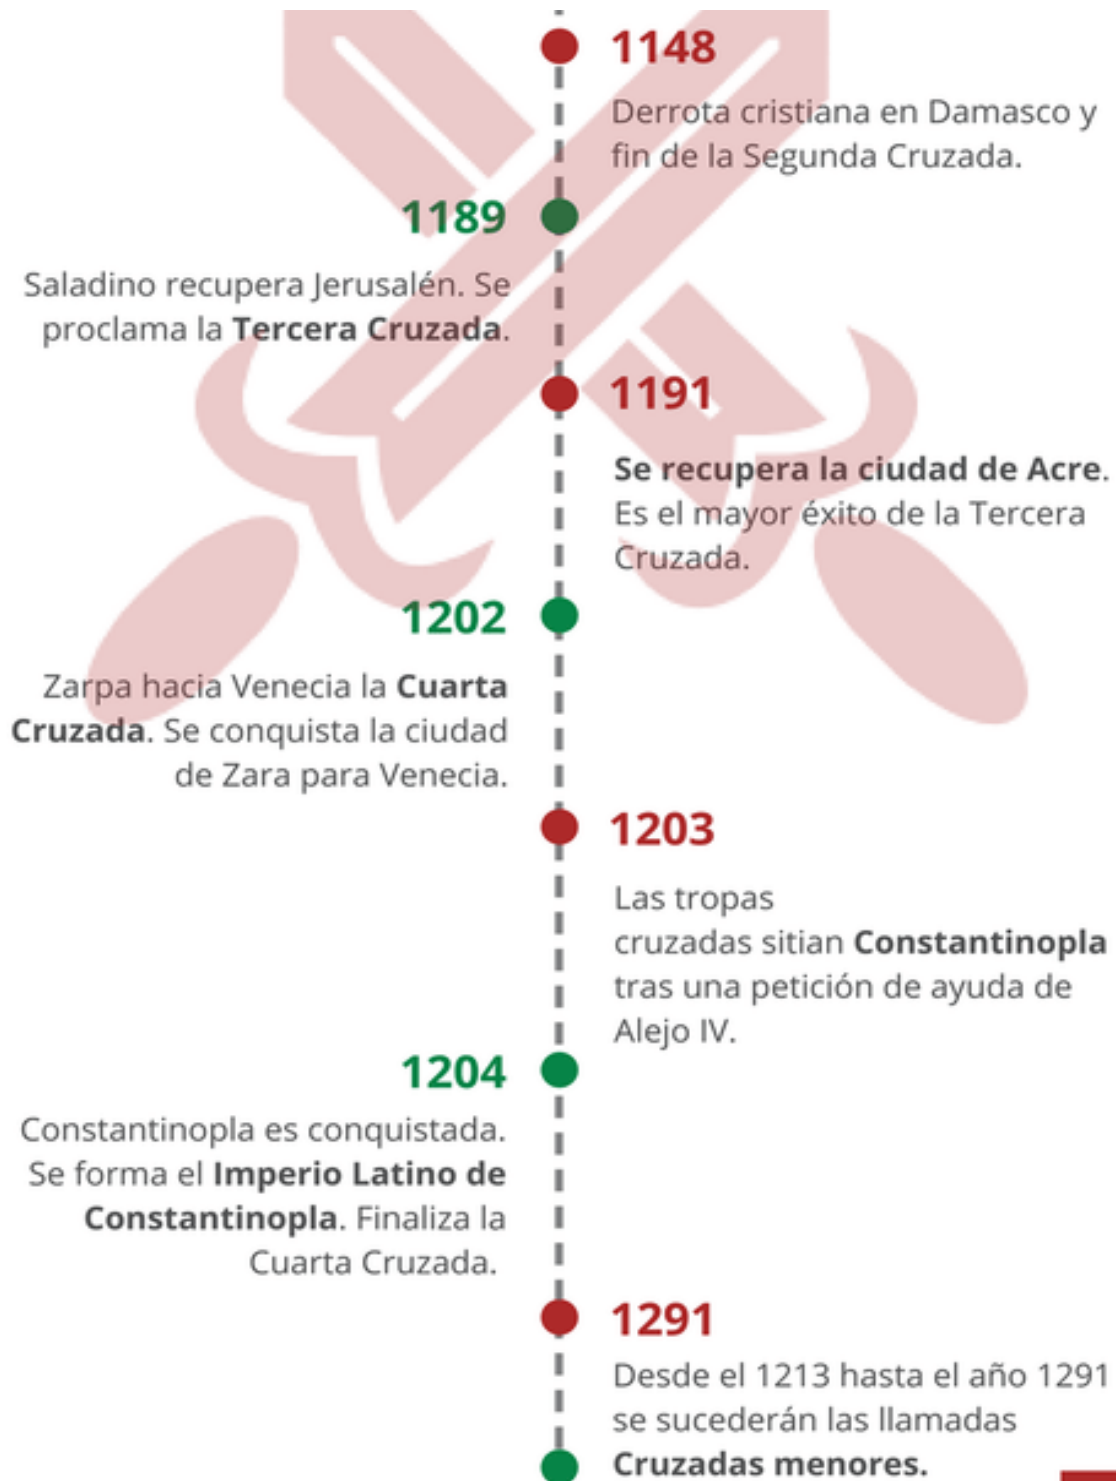 1148
Derrota cristiana en Damasco y
fin de la Segunda Cruzada.
1189
Saladino recupera Jerusalén. Se
proclama la Tercera Cruzada.
1191
Se recupera la ciudad de Acre.
Es el mayor éxito de la Tercera
Cruzada.
1202
Zarpa hacia Venecia la Cuarta
Cruzada. Se conquista la ciudad
de Zara para Venecia.
1203
Las tropas
cruzadas sitian Constantinopla
tras una petición de ayuda de
Alejo IV.
1204
Constantinopla es conquistada.
Se forma el Imperio Latino de
Constantinopla. Finaliza la
Cuarta Cruzada.
1291
Desde el 1213 hasta el año 1291
se sucederán las llamadas
Cruzadas menores.